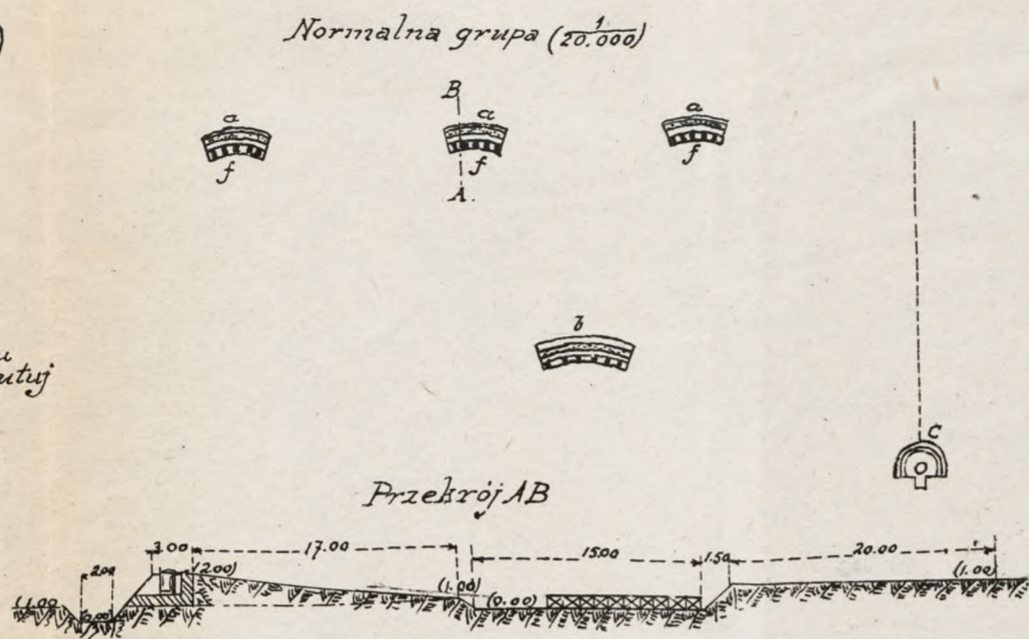 Normalna grupa (1/20.000)
B
a a a
f f f
A.
b
utuj
C
Przekrój AB
3.00 17.00 15.00 1.50 20.00
2.00 (2.00) (1.00) (1.00)
(1.00 (0.00) (0.00)